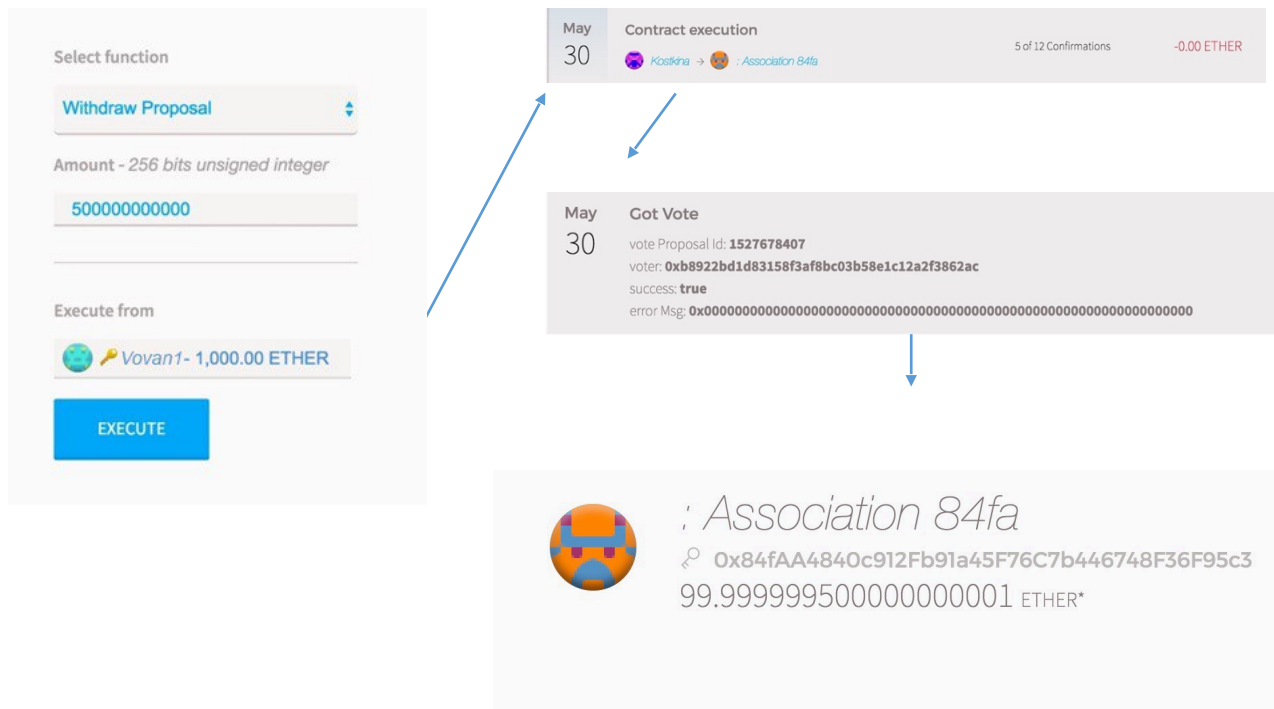 Select function
Withdraw Proposal
Amount - 256 bits unsigned integer
500000000000
Execute from
Vovan1- 1,000.00 ETHER
EXECUTE
May
30
Contract execution
Kostkina → : Association 84fa
5 of 12 Confirmations
-0.00 ETHER
May
30
Got Vote
vote Proposal Id: 1527678407
voter: 0xb8922bd1d83158f3af8bc03b58e1c12a2f3862ac
success: true
error Msg: 0x0000000000000000000000000000000000000000000000000000000000000000
: Association 84fa
0x84fAA4840c912Fb91a45F76C7b446748F36F95c3
99.999999500000000001 ETHER*